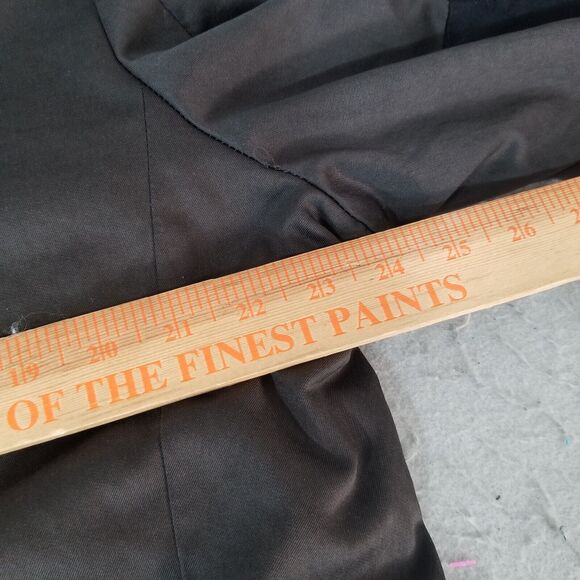 19 20 21 22 23 24 25 26
OF THE FINEST PAINTS